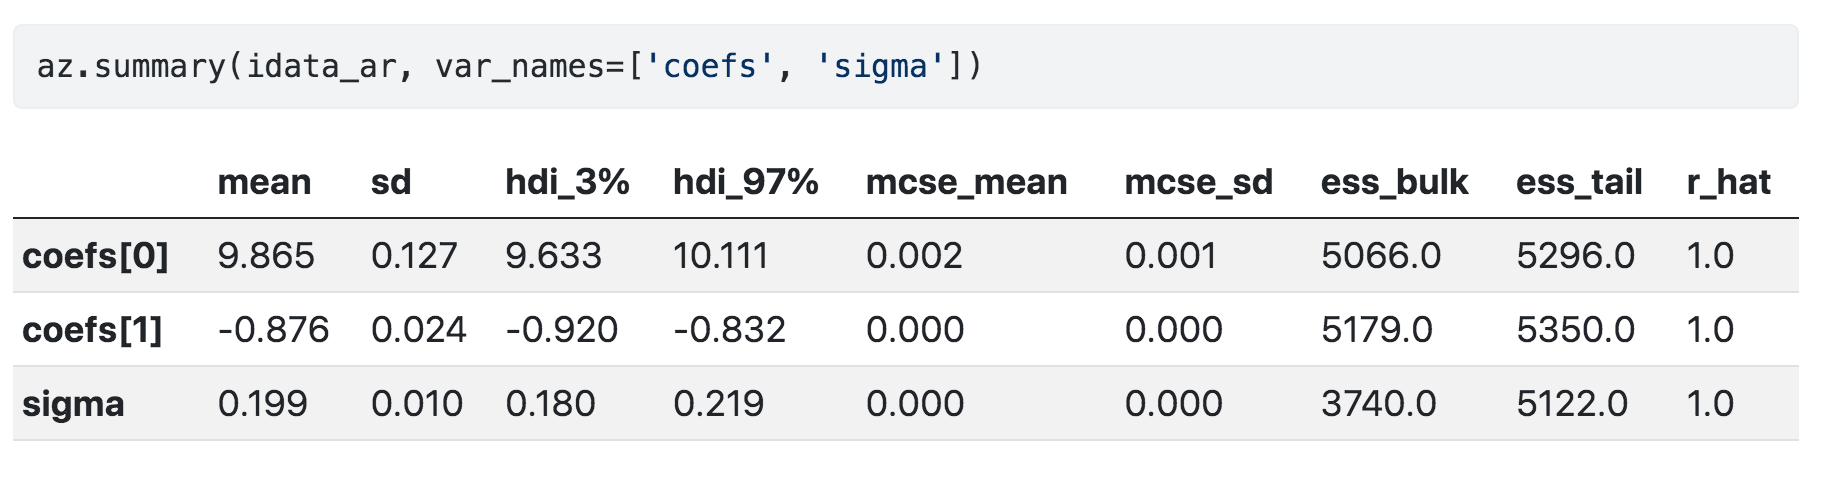 az.summary(idata_ar, var_names=['coefs', 'sigma'])
mean sd hdi_3% hdi_97% mcse_mean mcse_sd ess_bulk ess_tail r_hat
coefs[0] 9.865 0.127 9.633 10.111 0.002 0.001 5066.0 5296.0 1.0
coefs[1] -0.876 0.024 -0.920 -0.832 0.000 0.000 5179.0 5350.0 1.0
sigma 0.199 0.010 0.180 0.219 0.000 0.000 3740.0 5122.0 1.0